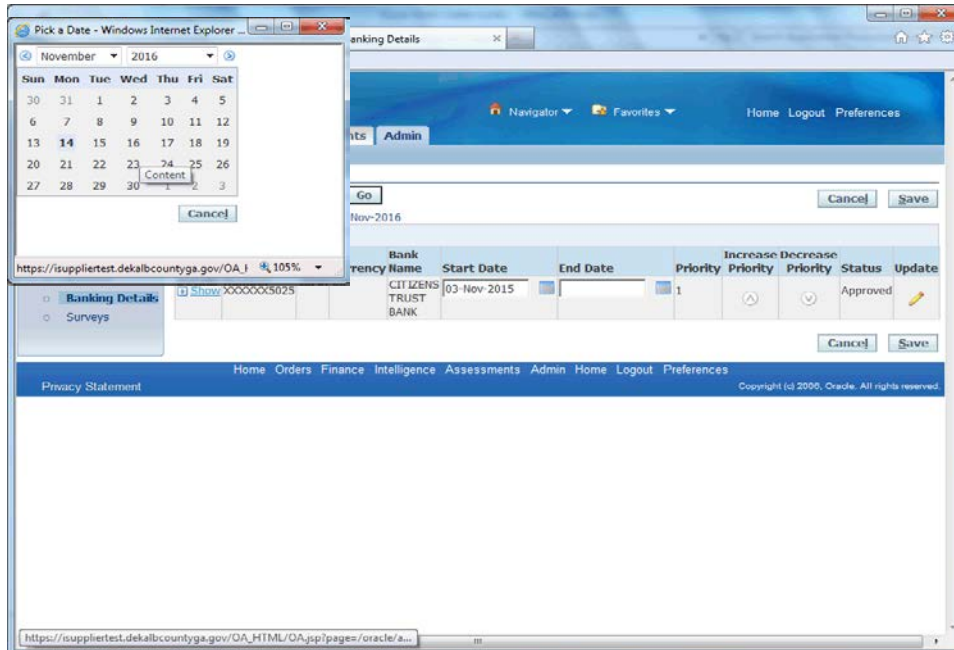 Pick a Date - Windows Internet Explorer ...
November 2016
Sun Mon Tue Wed Thu Fri Sat
30 31 1 2 3 4 5
6 7 8 9 10 11 12
13 14 15 16 17 18 19
20 21 22 23 24 25 26
Content
27 28 29 30 1 2 3
Cancel
https://isuppliertest.dekalbcountyga.gov/OA_H 105%
anking Details
Navigator Favorites Home Logout Preferences
nts Admin
Go Cancel Save
Nov-2016
rrency Bank Name Start Date End Date Priority Increase Priority Decrease Priority Status Update
Show XXXXXX5025 CITIZENS TRUST BANK 03-Nov-2015 1 Approved
Banking Details
Surveys
Cancel Save
Home Orders Finance Intelligence Assessments Admin Home Logout Preferences
Privacy Statement Copyright (c) 2006, Oracle. All rights reserved.
https://isuppliertest.dekalbcountyga.gov/OA_HTML/OA.jsp?page=/oracle/a...